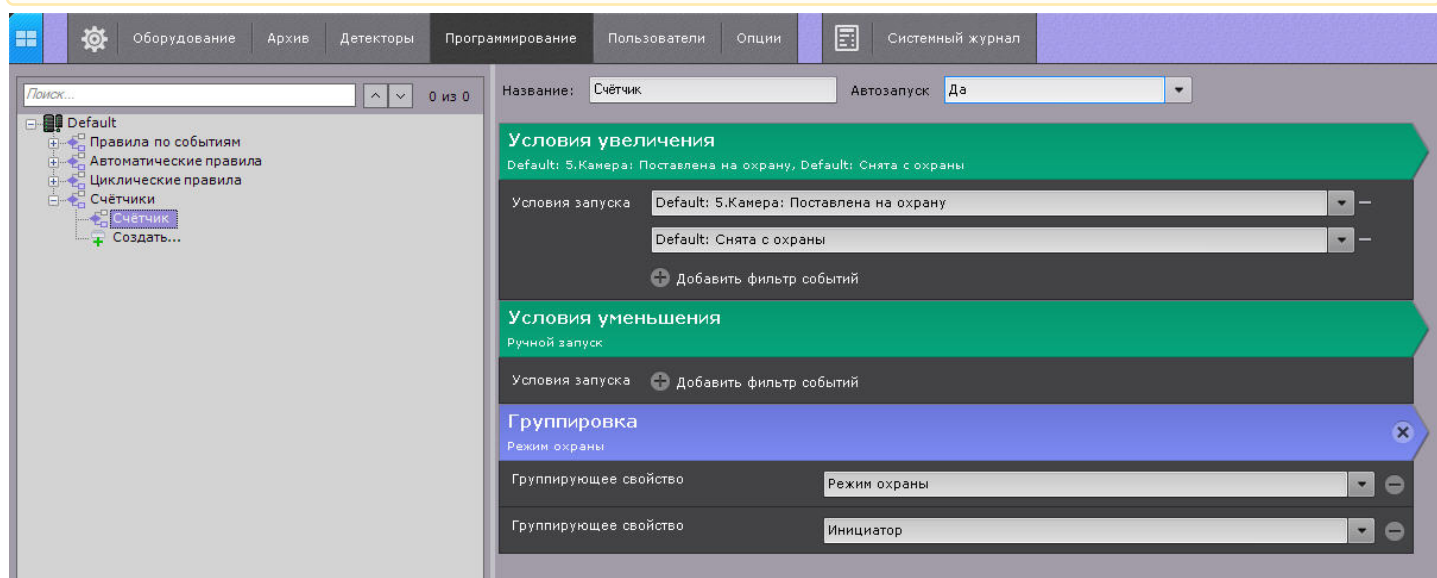 Оборудование Архив Детекторы Программирование Пользователи Опции Системный журнал
Поиск... 0 из 0
Default
Правила по событиям
Автоматические правила
Циклические правила
Счётчики
Счётчик
Создать...
Название: Счётчик Автозапуск Да
Условия увеличения
Default: 5.Камера: Поставлена на охрану, Default: Снята с охраны
Условия запуска Default: 5.Камера: Поставлена на охрану
Default: Снята с охраны
Добавить фильтр событий
Условия уменьшения
Ручной запуск
Условия запуска Добавить фильтр событий
Группировка
Режим охраны
Группирующее свойство Режим охраны
Группирующее свойство Инициатор